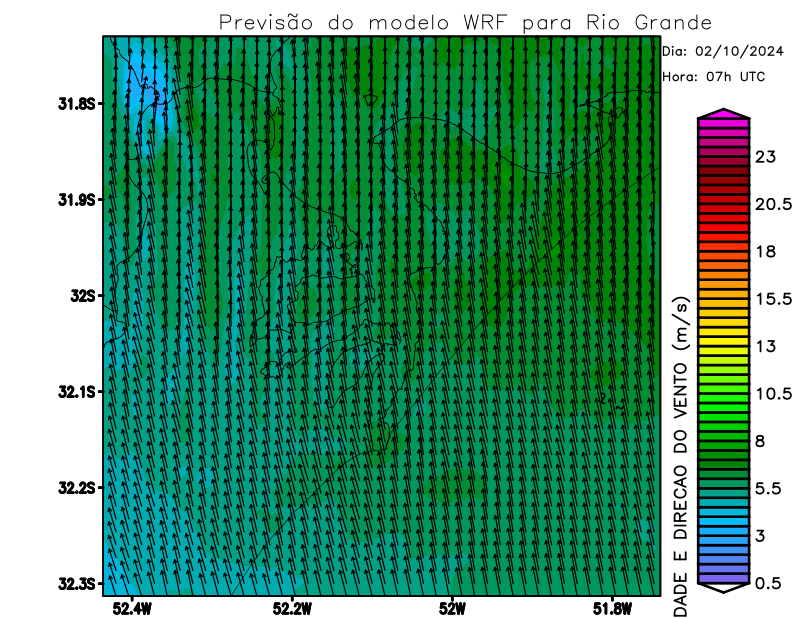 Previsão do modelo WRF para Rio Grande
Dia: 02/10/2024
Hora: 07h UTC
31.8S
31.9S
32S
32.1S
32.2S
32.3S
52.4W
52.2W
52W
51.8W
23
20.5
18
15.5
13
10.5
8
5.5
3
0.5
DADE E DIRECAO DO VENTO (m/s)